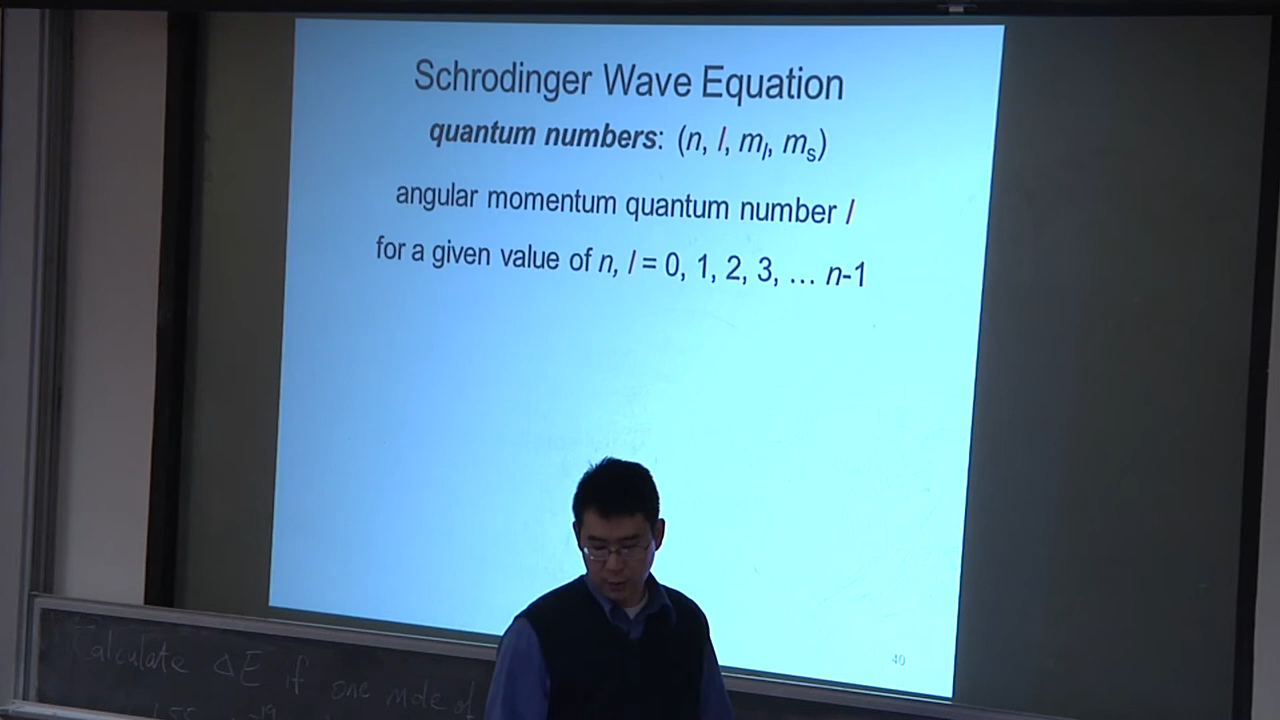 Schrodinger Wave Equation
quantum numbers: (n, l, mₗ, mₛ)
angular momentum quantum number l
for a given value of n, l = 0, 1, 2, 3, … n-1
40
Calculate ΔE if one mole of
-19